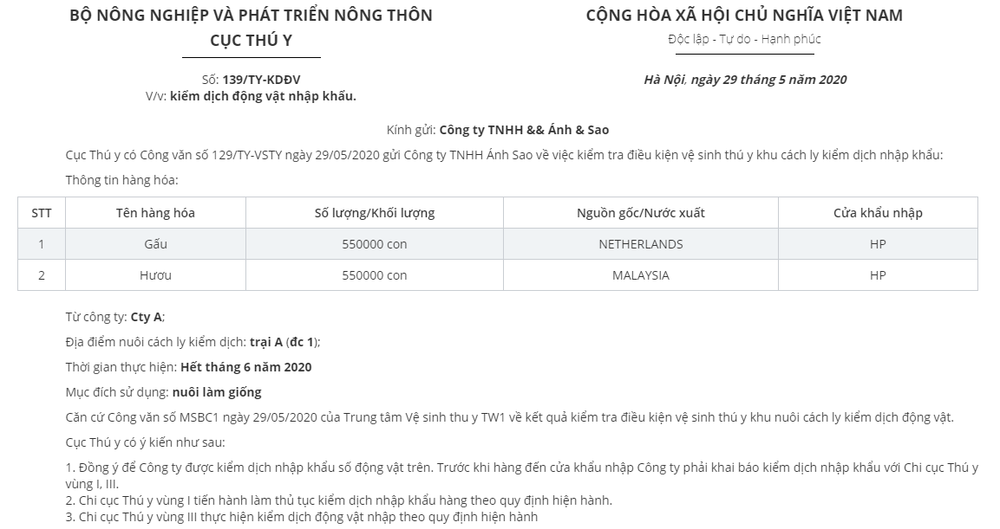 BỘ NÔNG NGHIỆP VÀ PHÁT TRIỂN NÔNG THÔN
CỤC THÚ Y
CỘNG HÒA XÃ HỘI CHỦ NGHĨA VIỆT NAM
Độc lập - Tự do - Hạnh phúc
Số: 139/TY-KDĐV
V/v: kiểm dịch động vật nhập khẩu.
Hà Nội, ngày 29 tháng 5 năm 2020
Kính gửi: Công ty TNHH && Ánh & Sao
Cục Thú y có Công văn số 129/TY-VSTY ngày 29/05/2020 gửi Công ty TNHH Ánh Sao về việc kiểm tra điều kiện vệ sinh thú y khu cách ly kiểm dịch nhập khẩu:
Thông tin hàng hóa:
STT Tên hàng hóa Số lượng/Khối lượng Nguồn gốc/Nước xuất Cửa khẩu nhập
1 Gấu 550000 con NETHERLANDS HP
2 Hươu 550000 con MALAYSIA HP
Từ công ty: Cty A;
Địa điểm nuôi cách ly kiểm dịch: trại A (đc 1);
Thời gian thực hiện: Hết tháng 6 năm 2020
Mục đích sử dụng: nuôi làm giống
Căn cứ Công văn số MSBC1 ngày 29/05/2020 của Trung tâm Vệ sinh thu y TW1 về kết quả kiểm tra điều kiện vệ sinh thú y khu nuôi cách ly kiểm dịch động vật.
Cục Thú y có ý kiến như sau:
1. Đồng ý để Công ty được kiểm dịch nhập khẩu số động vật trên. Trước khi hàng đến cửa khẩu nhập Công ty phải khai báo kiểm dịch nhập khẩu với Chi cục Thú y
vùng I, III.
2. Chi cục Thú y vùng I tiến hành làm thủ tục kiểm dịch nhập khẩu hàng theo quy định hiện hành.
3. Chi cục Thú y vùng III thực hiện kiểm dịch động vật nhập theo quy định hiện hành